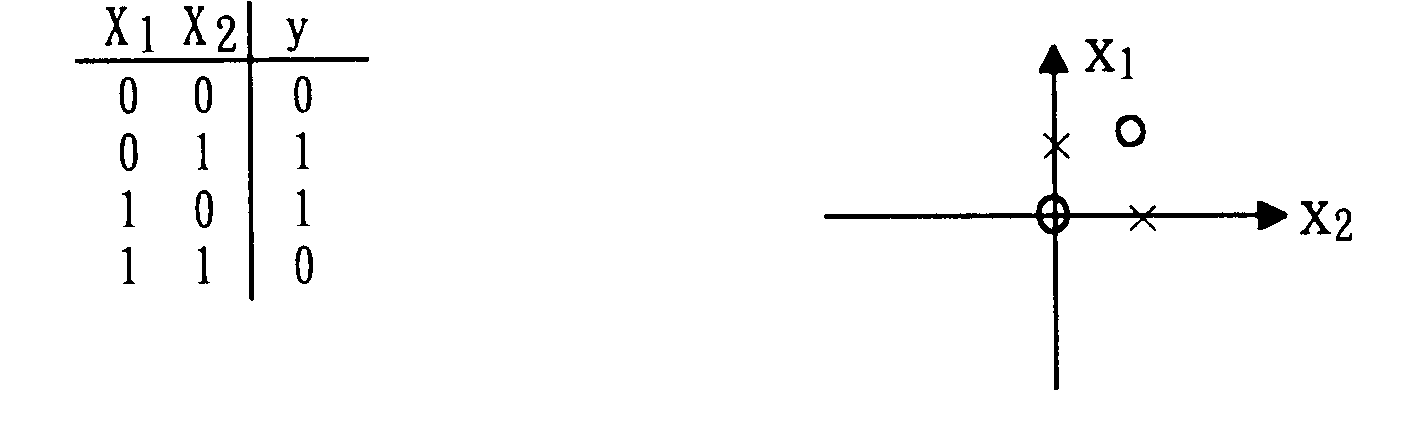 X1 X2 y
0 0 0
0 1 1
1 0 1
1 1 0
X1
X2